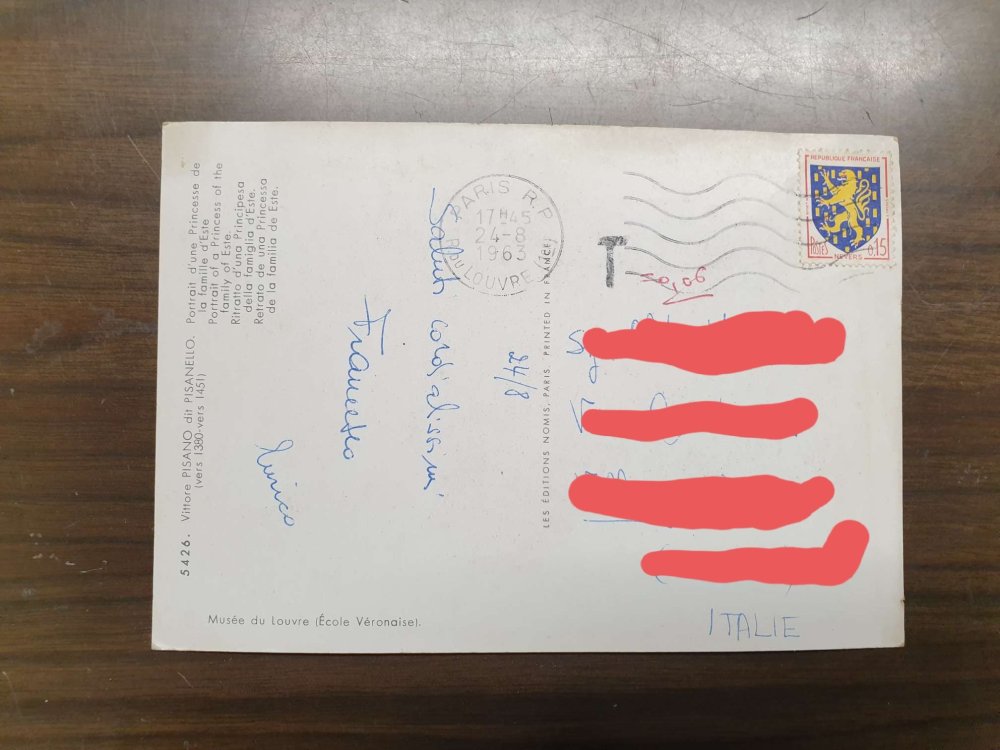 5426. Vittore PISANO dit PISANELLO.
(vers 1380-vers 1451)
Portrait d'une Princesse de
la famille d'Este
Portrait of a Princess of the
family of Este.
Ritratto d'una Principesa
della famiglia d'Este.
Retrato de una Princessa
de la familia de Este.
24/8
Saluti cordialissimi
Francesco
Musée du Louvre (École Véronaise).
LES ÉDITIONS NOMIS, PARIS. PRINTED IN FRANCE
PARIS R.P.
17H45
24-8
1963
R. DU LOUVRE (1er)
T
REPUBLIQUE FRANÇAISE
POSTES
0,15
NEVERS
ITALIE